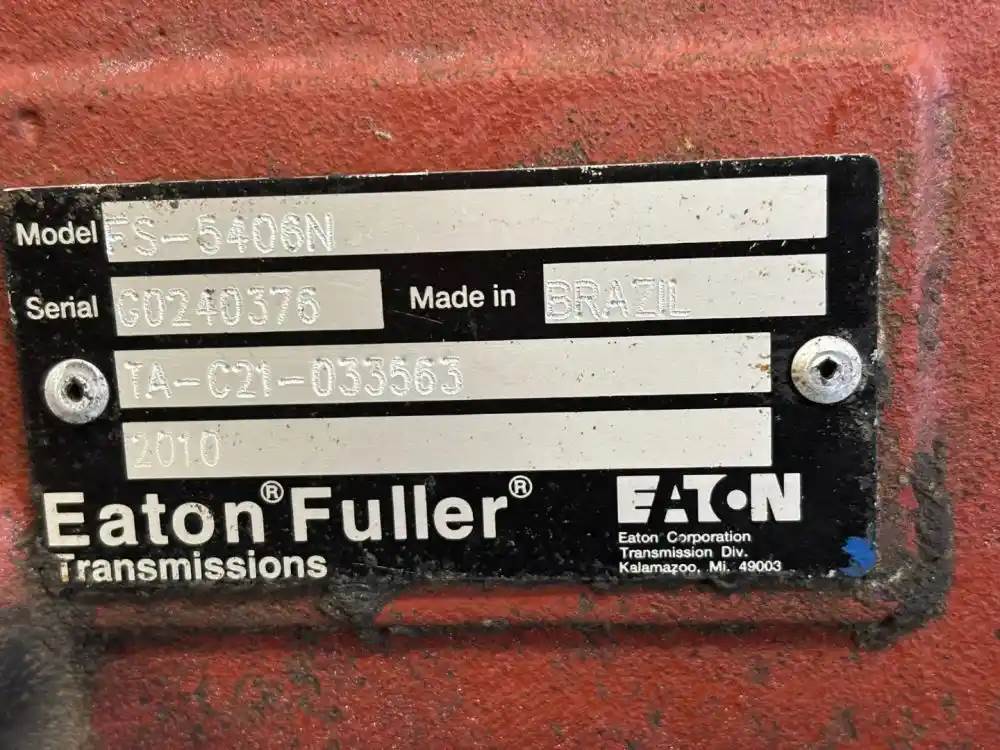 Model FS-5406N
Serial G0240376 Made in BRAZIL
TA-C21-033563
2010
Eaton® Fuller®
Transmissions
EATON
Eaton Corporation
Transmission Div.
Kalamazoo, Mi. 49003